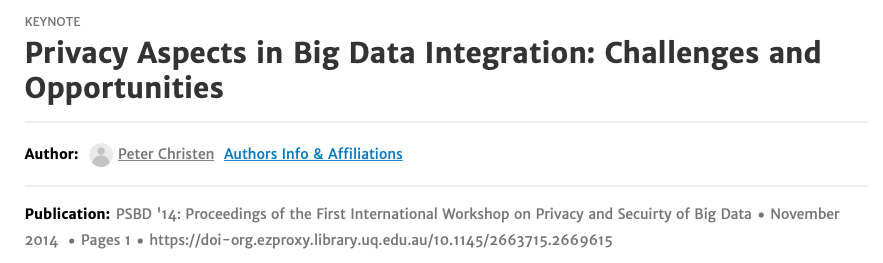 KEYNOTE
Privacy Aspects in Big Data Integration: Challenges and
Opportunities
Author: Peter Christen Authors Info & Affiliations
Publication: PSBD '14: Proceedings of the First International Workshop on Privacy and Secuirty of Big Data • November
2014 • Pages 1 • https://doi-org.ezproxy.library.uq.edu.au/10.1145/2663715.2669615